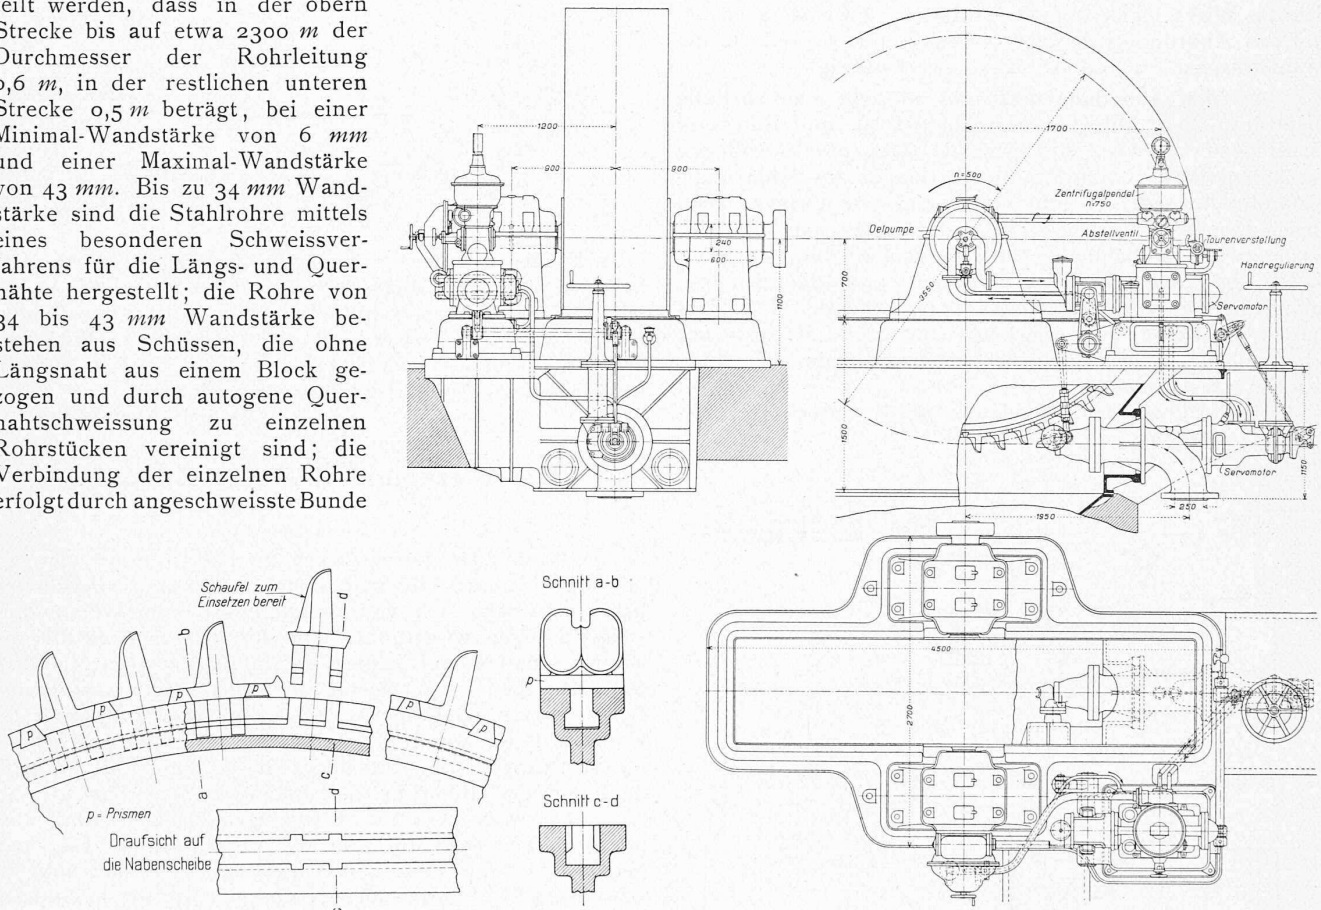 teilt werden, dass in der obern
Strecke bis auf etwa 2300 m der
Durchmesser der Rohrleitung
0,6 m, in der restlichen unteren
Strecke 0,5 m beträgt, bei einer
Minimal-Wandstärke von 6 mm
und einer Maximal-Wandstärke
von 43 mm. Bis zu 34 mm Wand-
stärke sind die Stahlrohre mittels
eines besonderen Schweissver-
fahrens für die Längs- und Quer-
nähte hergestellt; die Rohre von
34 bis 43 mm Wandstärke be-
stehen aus Schüssen, die ohne
Längsnaht aus einem Block ge-
zogen und durch autogene Quer-
nahtschweissung zu einzelnen
Rohrstücken vereinigt sind; die
Verbindung der einzelnen Rohre
erfolgt durch angeschweisste Bunde
1200
900
900
240
600
1100
1700
n=500
Zentrifugalpendel
n=750
Oelpumpe
Abstellventil
Tourenverstellung
Handregulierung
700
3550
Servomotor
1500
Servomotor
1150
250
1950
4500
2700
Schaufel zum
Einsetzen bereit
d
b
p
p
p
p
p
a
c
p = Prismen
d
Draufsicht auf
die Nabenscheibe
c
Schnitt a-b
p
Schnitt c-d